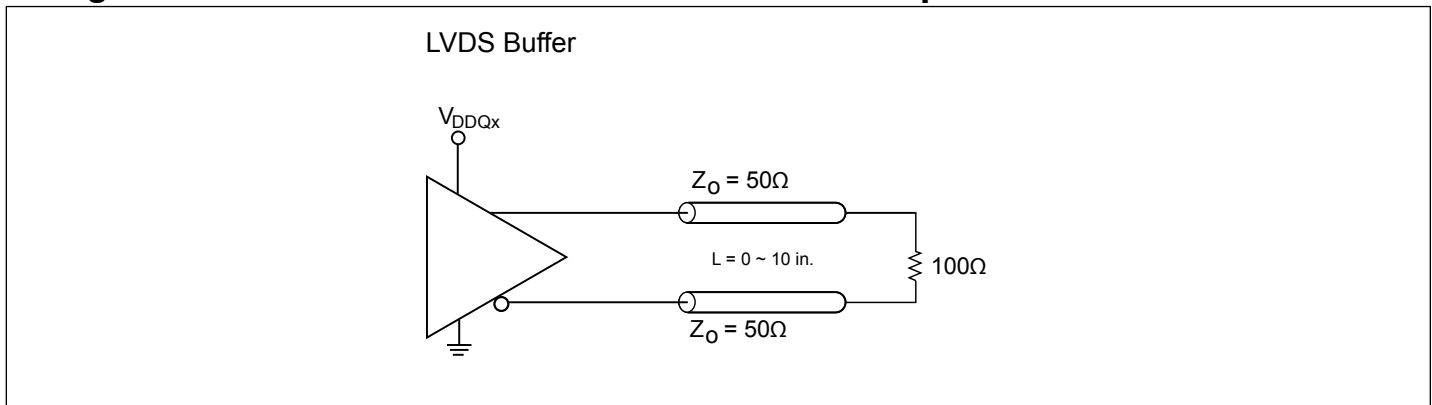 LVDS Buffer
VDDQx
Zo = 50Ω
L = 0 ~ 10 in.
100Ω
Zo = 50Ω